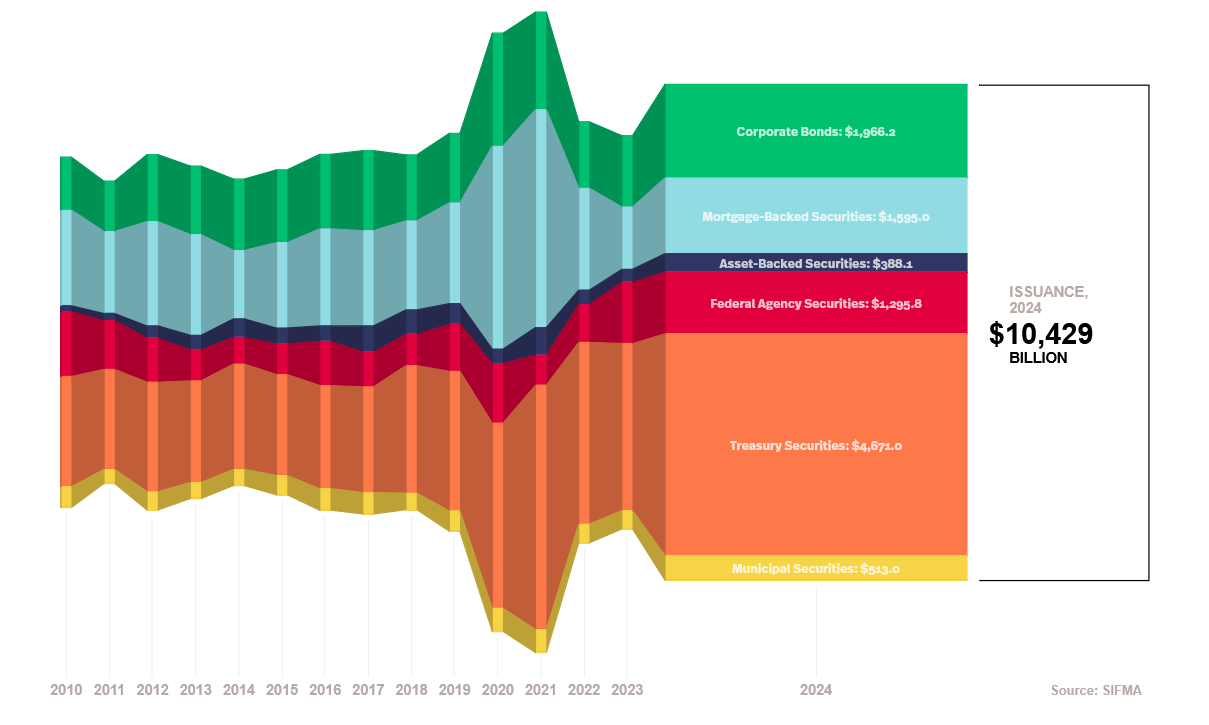 Corporate Bonds: $1,966.2
Mortgage-Backed Securities: $1,595.0
Asset-Backed Securities: $388.1
Federal Agency Securities: $1,295.8
Treasury Securities: $4,671.0
Municipal Securities: $513.0
ISSUANCE,
2024
$10,429
BILLION
2010 2011 2012 2013 2014 2015 2016 2017 2018 2019 2020 2021 2022 2023 2024
Source: SIFMA